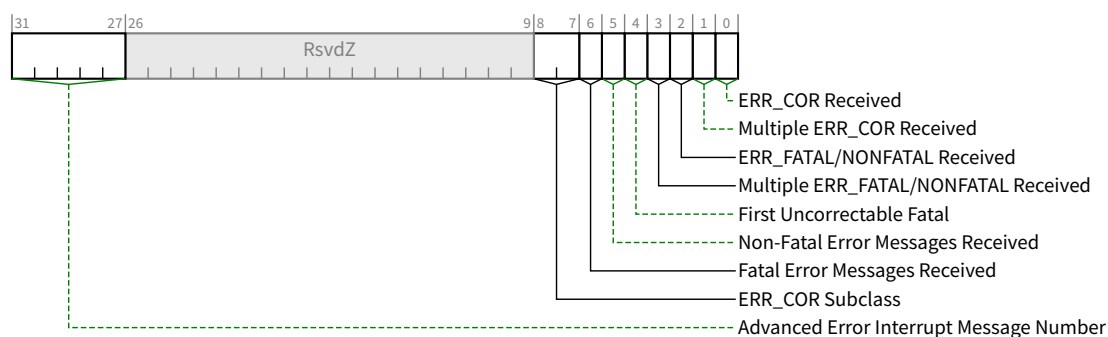 31 27 26 9 8 7 6 5 4 3 2 1 0
RsvdZ
ERR_COR Received
Multiple ERR_COR Received
ERR_FATAL/NONFATAL Received
Multiple ERR_FATAL/NONFATAL Received
First Uncorrectable Fatal
Non-Fatal Error Messages Received
Fatal Error Messages Received
ERR_COR Subclass
Advanced Error Interrupt Message Number